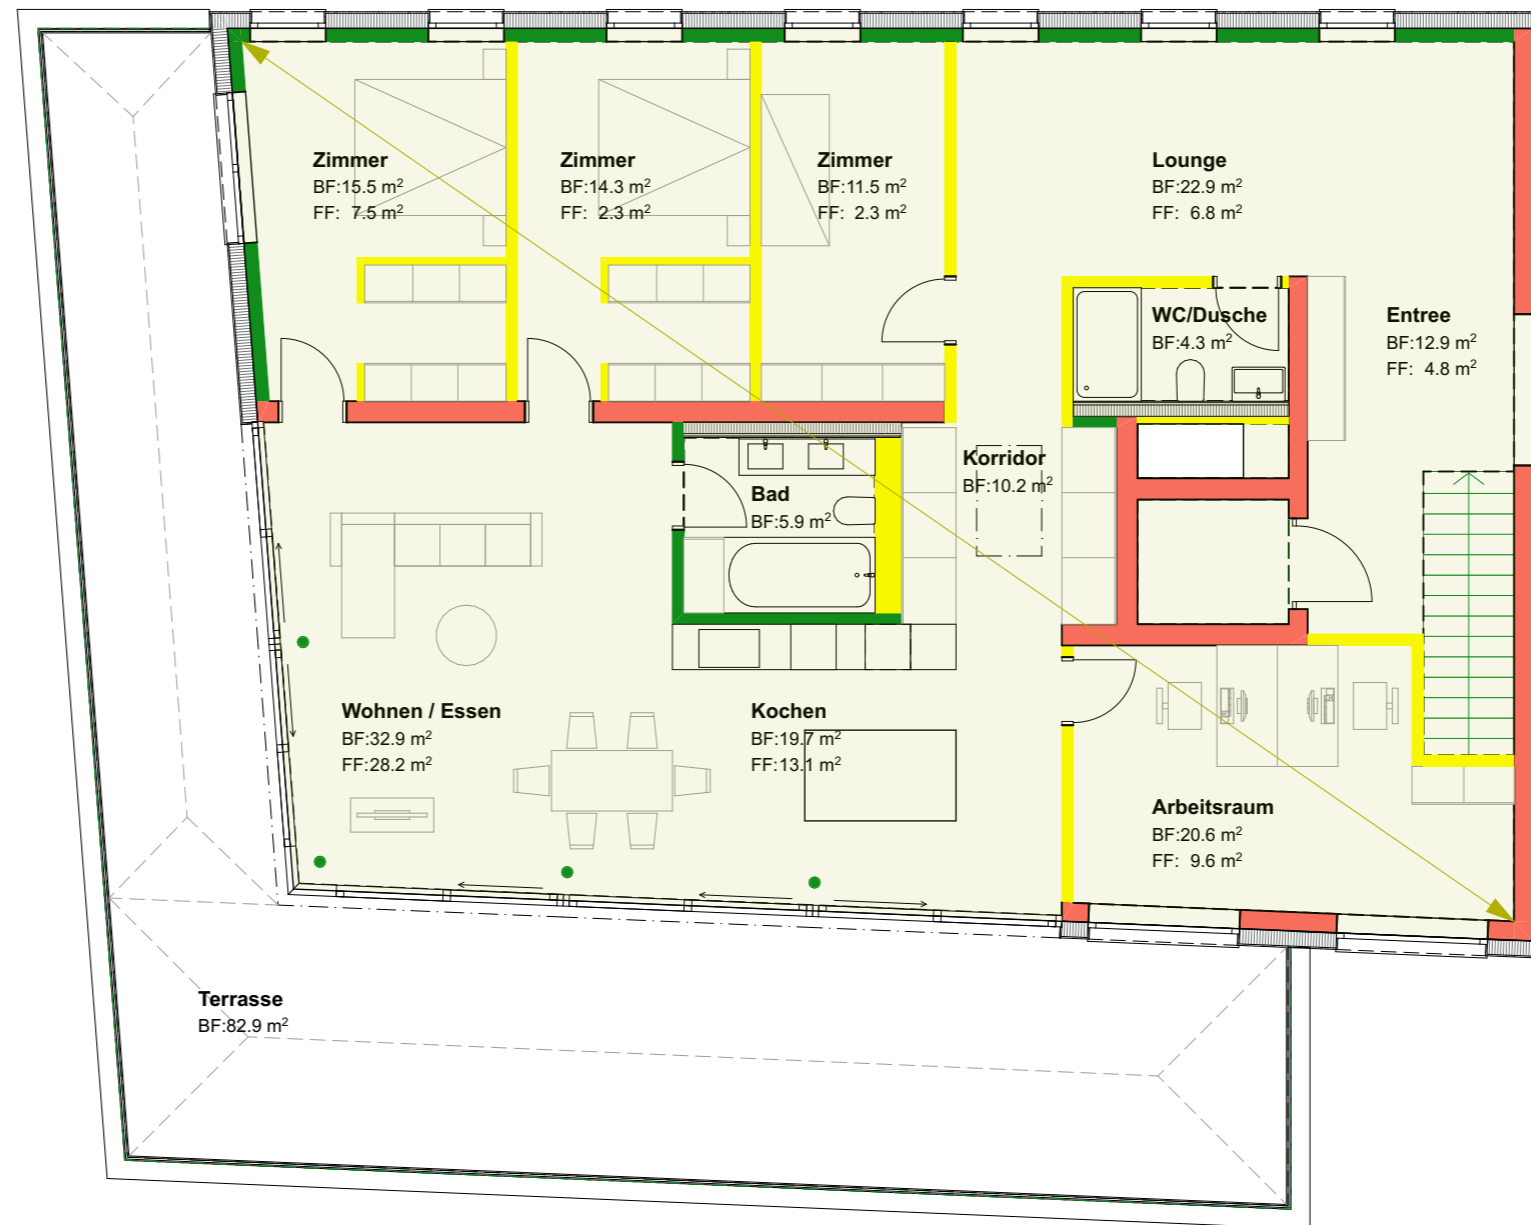 Zimmer
BF:15.5 m²
FF: 7.5 m²
Zimmer
BF:14.3 m²
FF: 2.3 m²
Zimmer
BF:11.5 m²
FF: 2.3 m²
Lounge
BF:22.9 m²
FF: 6.8 m²
WC/Dusche
BF:4.3 m²
Entree
BF:12.9 m²
FF: 4.8 m²
Bad
BF:5.9 m²
Korridor
BF:10.2 m²
Wohnen / Essen
BF:32.9 m²
FF:28.2 m²
Kochen
BF:19.7 m²
FF:13.1 m²
Arbeitsraum
BF:20.6 m²
FF: 9.6 m²
Terrasse
BF:82.9 m²